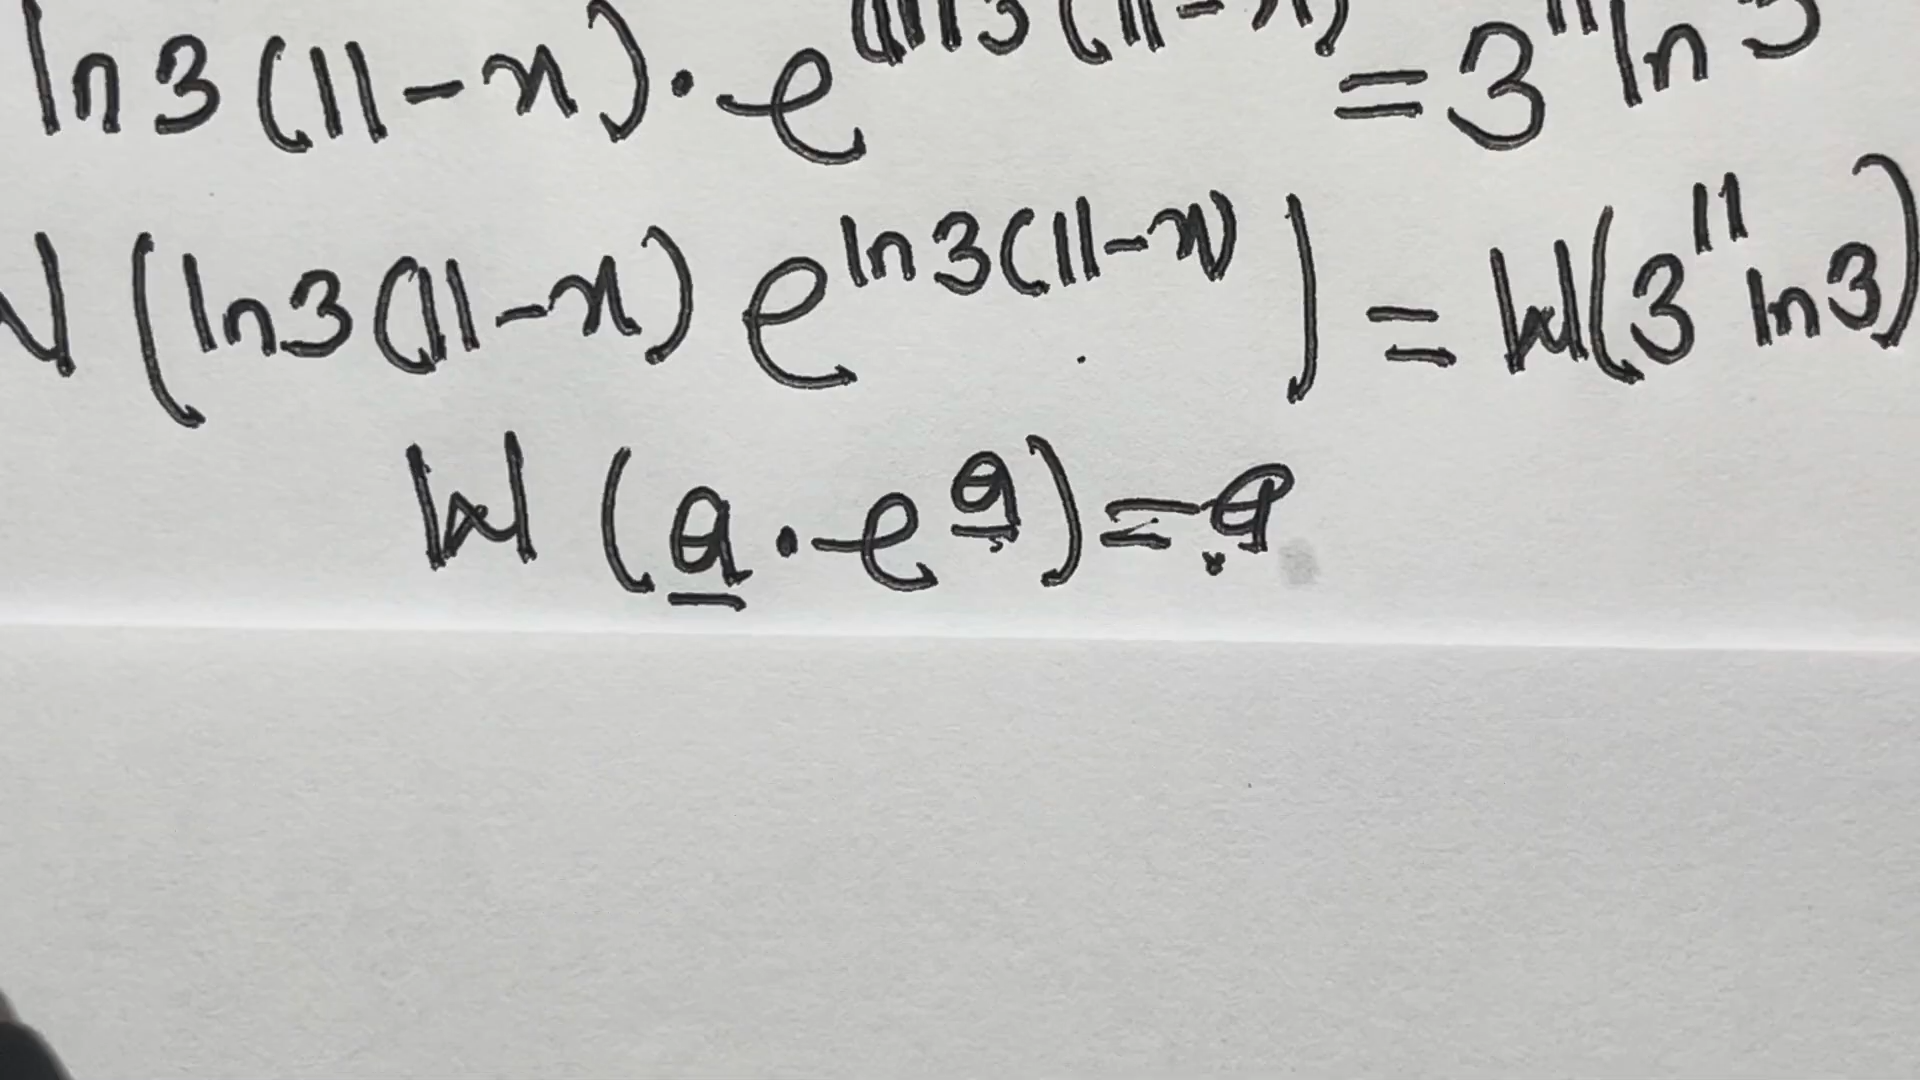 ln3(11-x).e^(ln3(11-x)) = 3^11 ln3
W(ln3(11-x) e^ln3(11-x)) = W(3^11 ln3)
W(a.e^a) = a